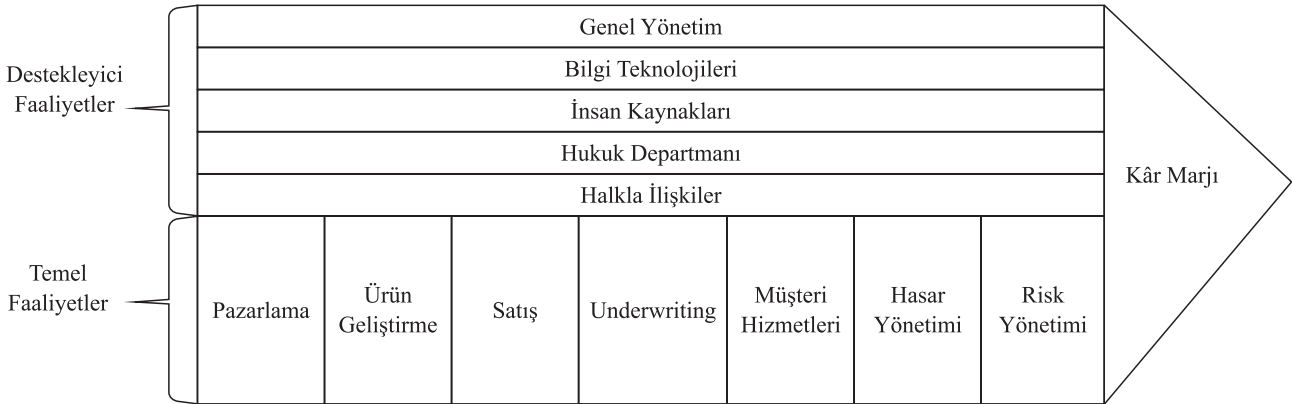 Genel Yönetim
Bilgi Teknolojileri
İnsan Kaynakları
Hukuk Departmanı
Halkla İlişkiler
Destekleyici
Faaliyetler
Kâr Marjı
Temel
Faaliyetler
Pazarlama
Ürün
Geliştirme
Satış
Underwriting
Müşteri
Hizmetleri
Hasar
Yönetimi
Risk
Yönetimi